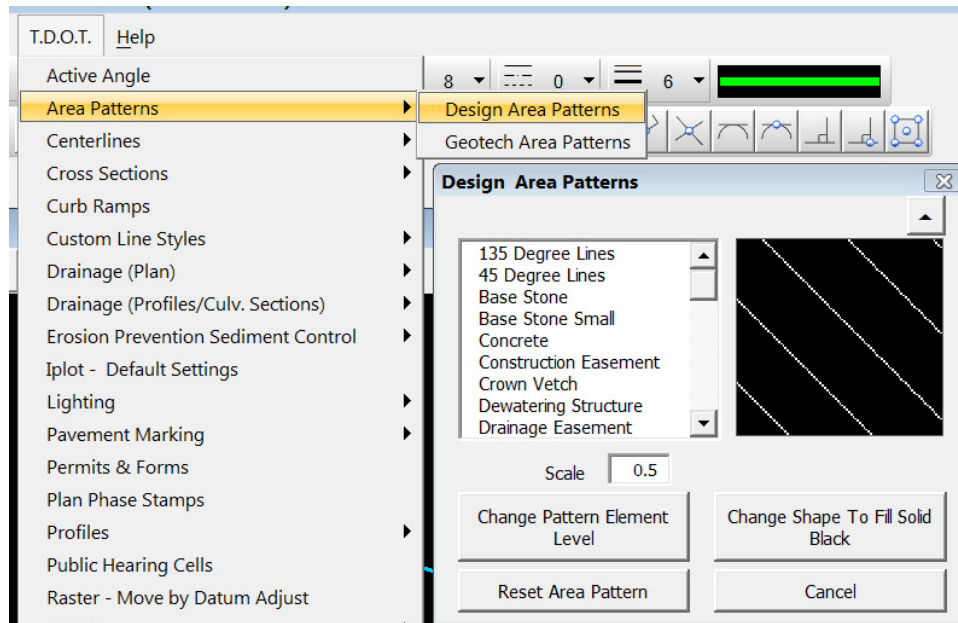 T.D.O.T. Help
Active Angle
Area Patterns
Centerlines
Cross Sections
Curb Ramps
Custom Line Styles
Drainage (Plan)
Drainage (Profiles/Culv. Sections)
Erosion Prevention Sediment Control
Iplot - Default Settings
Lighting
Pavement Marking
Permits & Forms
Plan Phase Stamps
Profiles
Public Hearing Cells
Raster - Move by Datum Adjust
8 0 6
Design Area Patterns
Geotech Area Patterns
Design Area Patterns
135 Degree Lines
45 Degree Lines
Base Stone
Base Stone Small
Concrete
Construction Easement
Crown Vetch
Dewatering Structure
Drainage Easement
Scale 0.5
Change Pattern Element
Level
Change Shape To Fill Solid
Black
Reset Area Pattern
Cancel